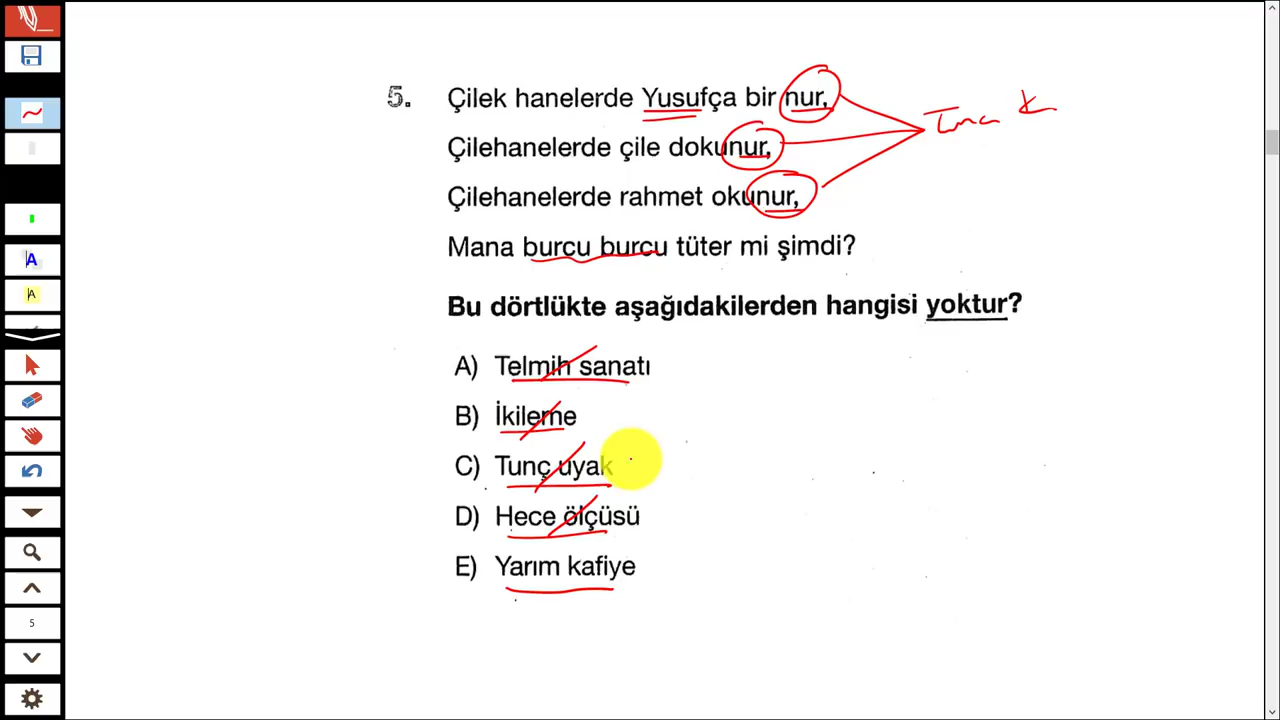 5. Çilek hanelerde Yusufça bir nur,
Çilehanelerde çile dokunur,
Çilehanelerde rahmet okunur,
Mana burcu burcu tüter mi şimdi?
Tunç K
Bu dörtlükte aşağıdakilerden hangisi yoktur?
A) Telmih sanatı
B) İkileme
C) Tunç uyak
D) Hece ölçüsü
E) Yarım kafiye
A
A
5